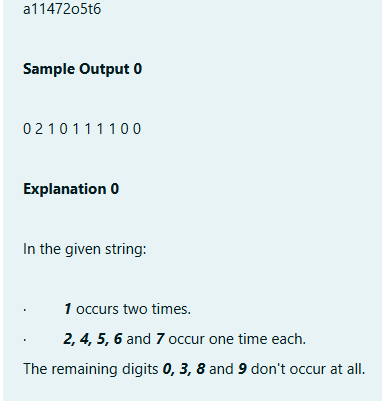 a11472o5t6
Sample Output 0
0 2 1 0 1 1 1 1 0 0
Explanation 0
In the given string:
· 1 occurs two times.
· 2, 4, 5, 6 and 7 occur one time each.
The remaining digits 0, 3, 8 and 9 don't occur at all.